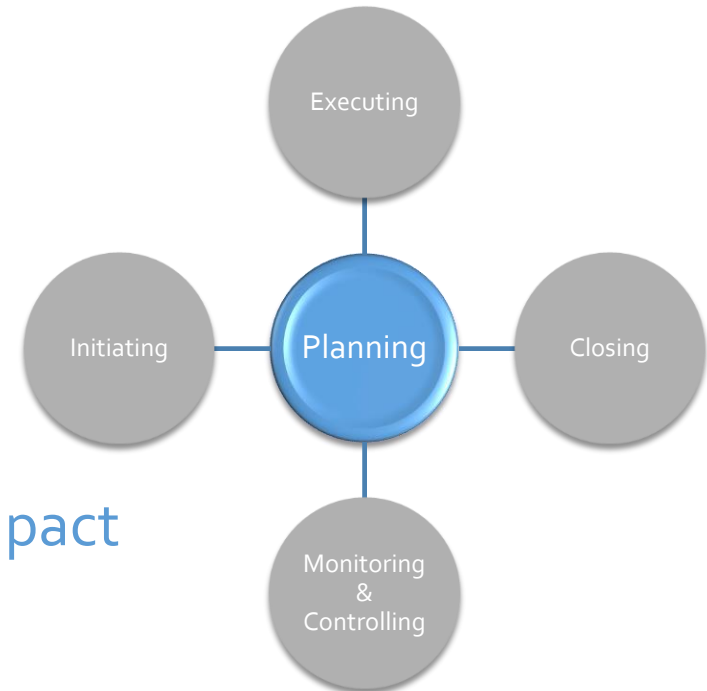 Executing
Initiating
Planning
Closing
pact
Monitoring
&
Controlling